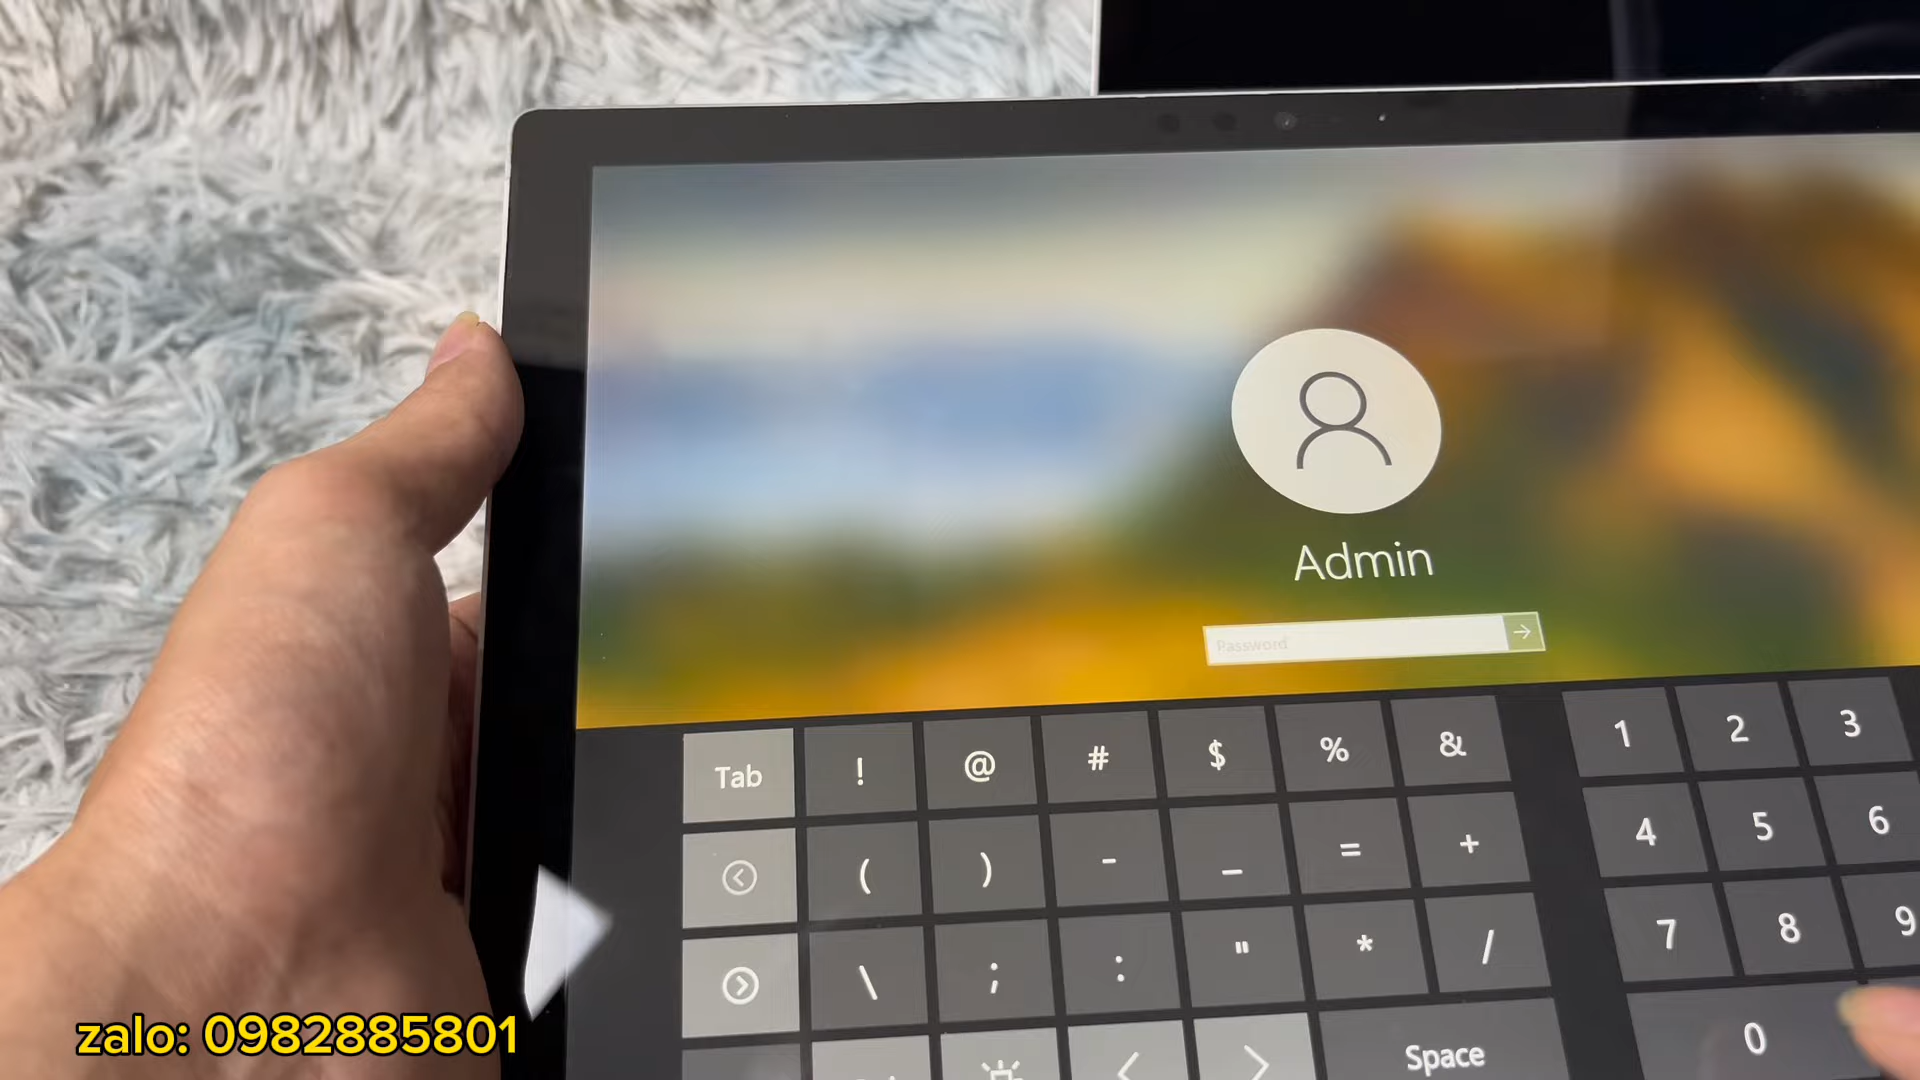 Admin
Password
Tab ! @ # $ % & 1 2 3
( ) - _ = + 4 5 6
\ ; : " * / 7 8 9
Space 0
zalo: 0982885801